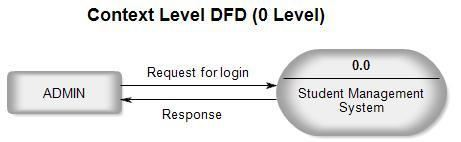 Context Level DFD (0 Level)
0.0
Request for login
ADMIN
Student Management
System
Response